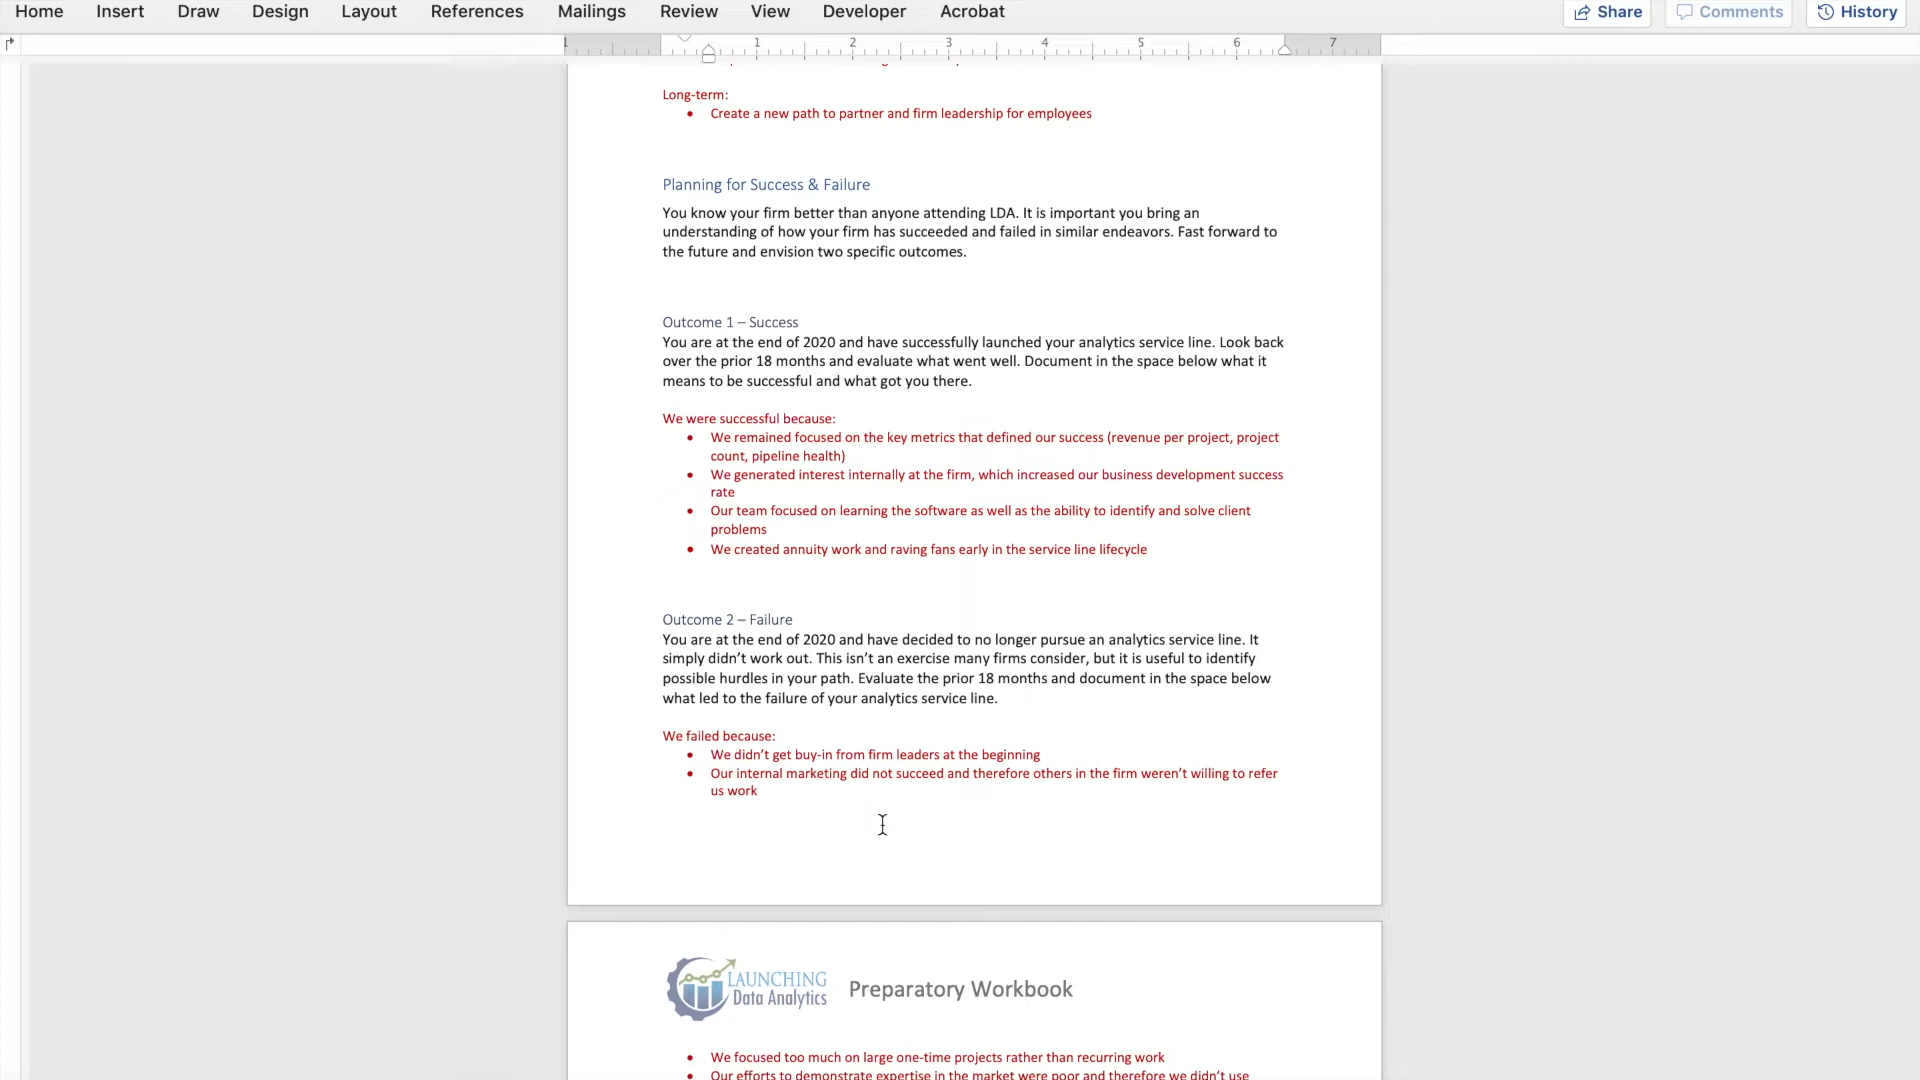 Home Insert Draw Design Layout References Mailings Review View Developer Acrobat Share Comments History
1 1 2 3 4 5 6 7
Long-term:
• Create a new path to partner and firm leadership for employees
Planning for Success & Failure
You know your firm better than anyone attending LDA. It is important you bring an
understanding of how your firm has succeeded and failed in similar endeavors. Fast forward to
the future and envision two specific outcomes.
Outcome 1 – Success
You are at the end of 2020 and have successfully launched your analytics service line. Look back
over the prior 18 months and evaluate what went well. Document in the space below what it
means to be successful and what got you there.
We were successful because:
• We remained focused on the key metrics that defined our success (revenue per project, project
count, pipeline health)
• We generated interest internally at the firm, which increased our business development success
rate
• Our team focused on learning the software as well as the ability to identify and solve client
problems
• We created annuity work and raving fans early in the service line lifecycle
Outcome 2 – Failure
You are at the end of 2020 and have decided to no longer pursue an analytics service line. It
simply didn’t work out. This isn’t an exercise many firms consider, but it is useful to identify
possible hurdles in your path. Evaluate the prior 18 months and document in the space below
what led to the failure of your analytics service line.
We failed because:
• We didn’t get buy-in from firm leaders at the beginning
• Our internal marketing did not succeed and therefore others in the firm weren’t willing to refer
us work
LAUNCHING
Data Analytics
Preparatory Workbook
• We focused too much on large one-time projects rather than recurring work
• Our efforts to demonstrate expertise in the market were poor and therefore we didn’t use